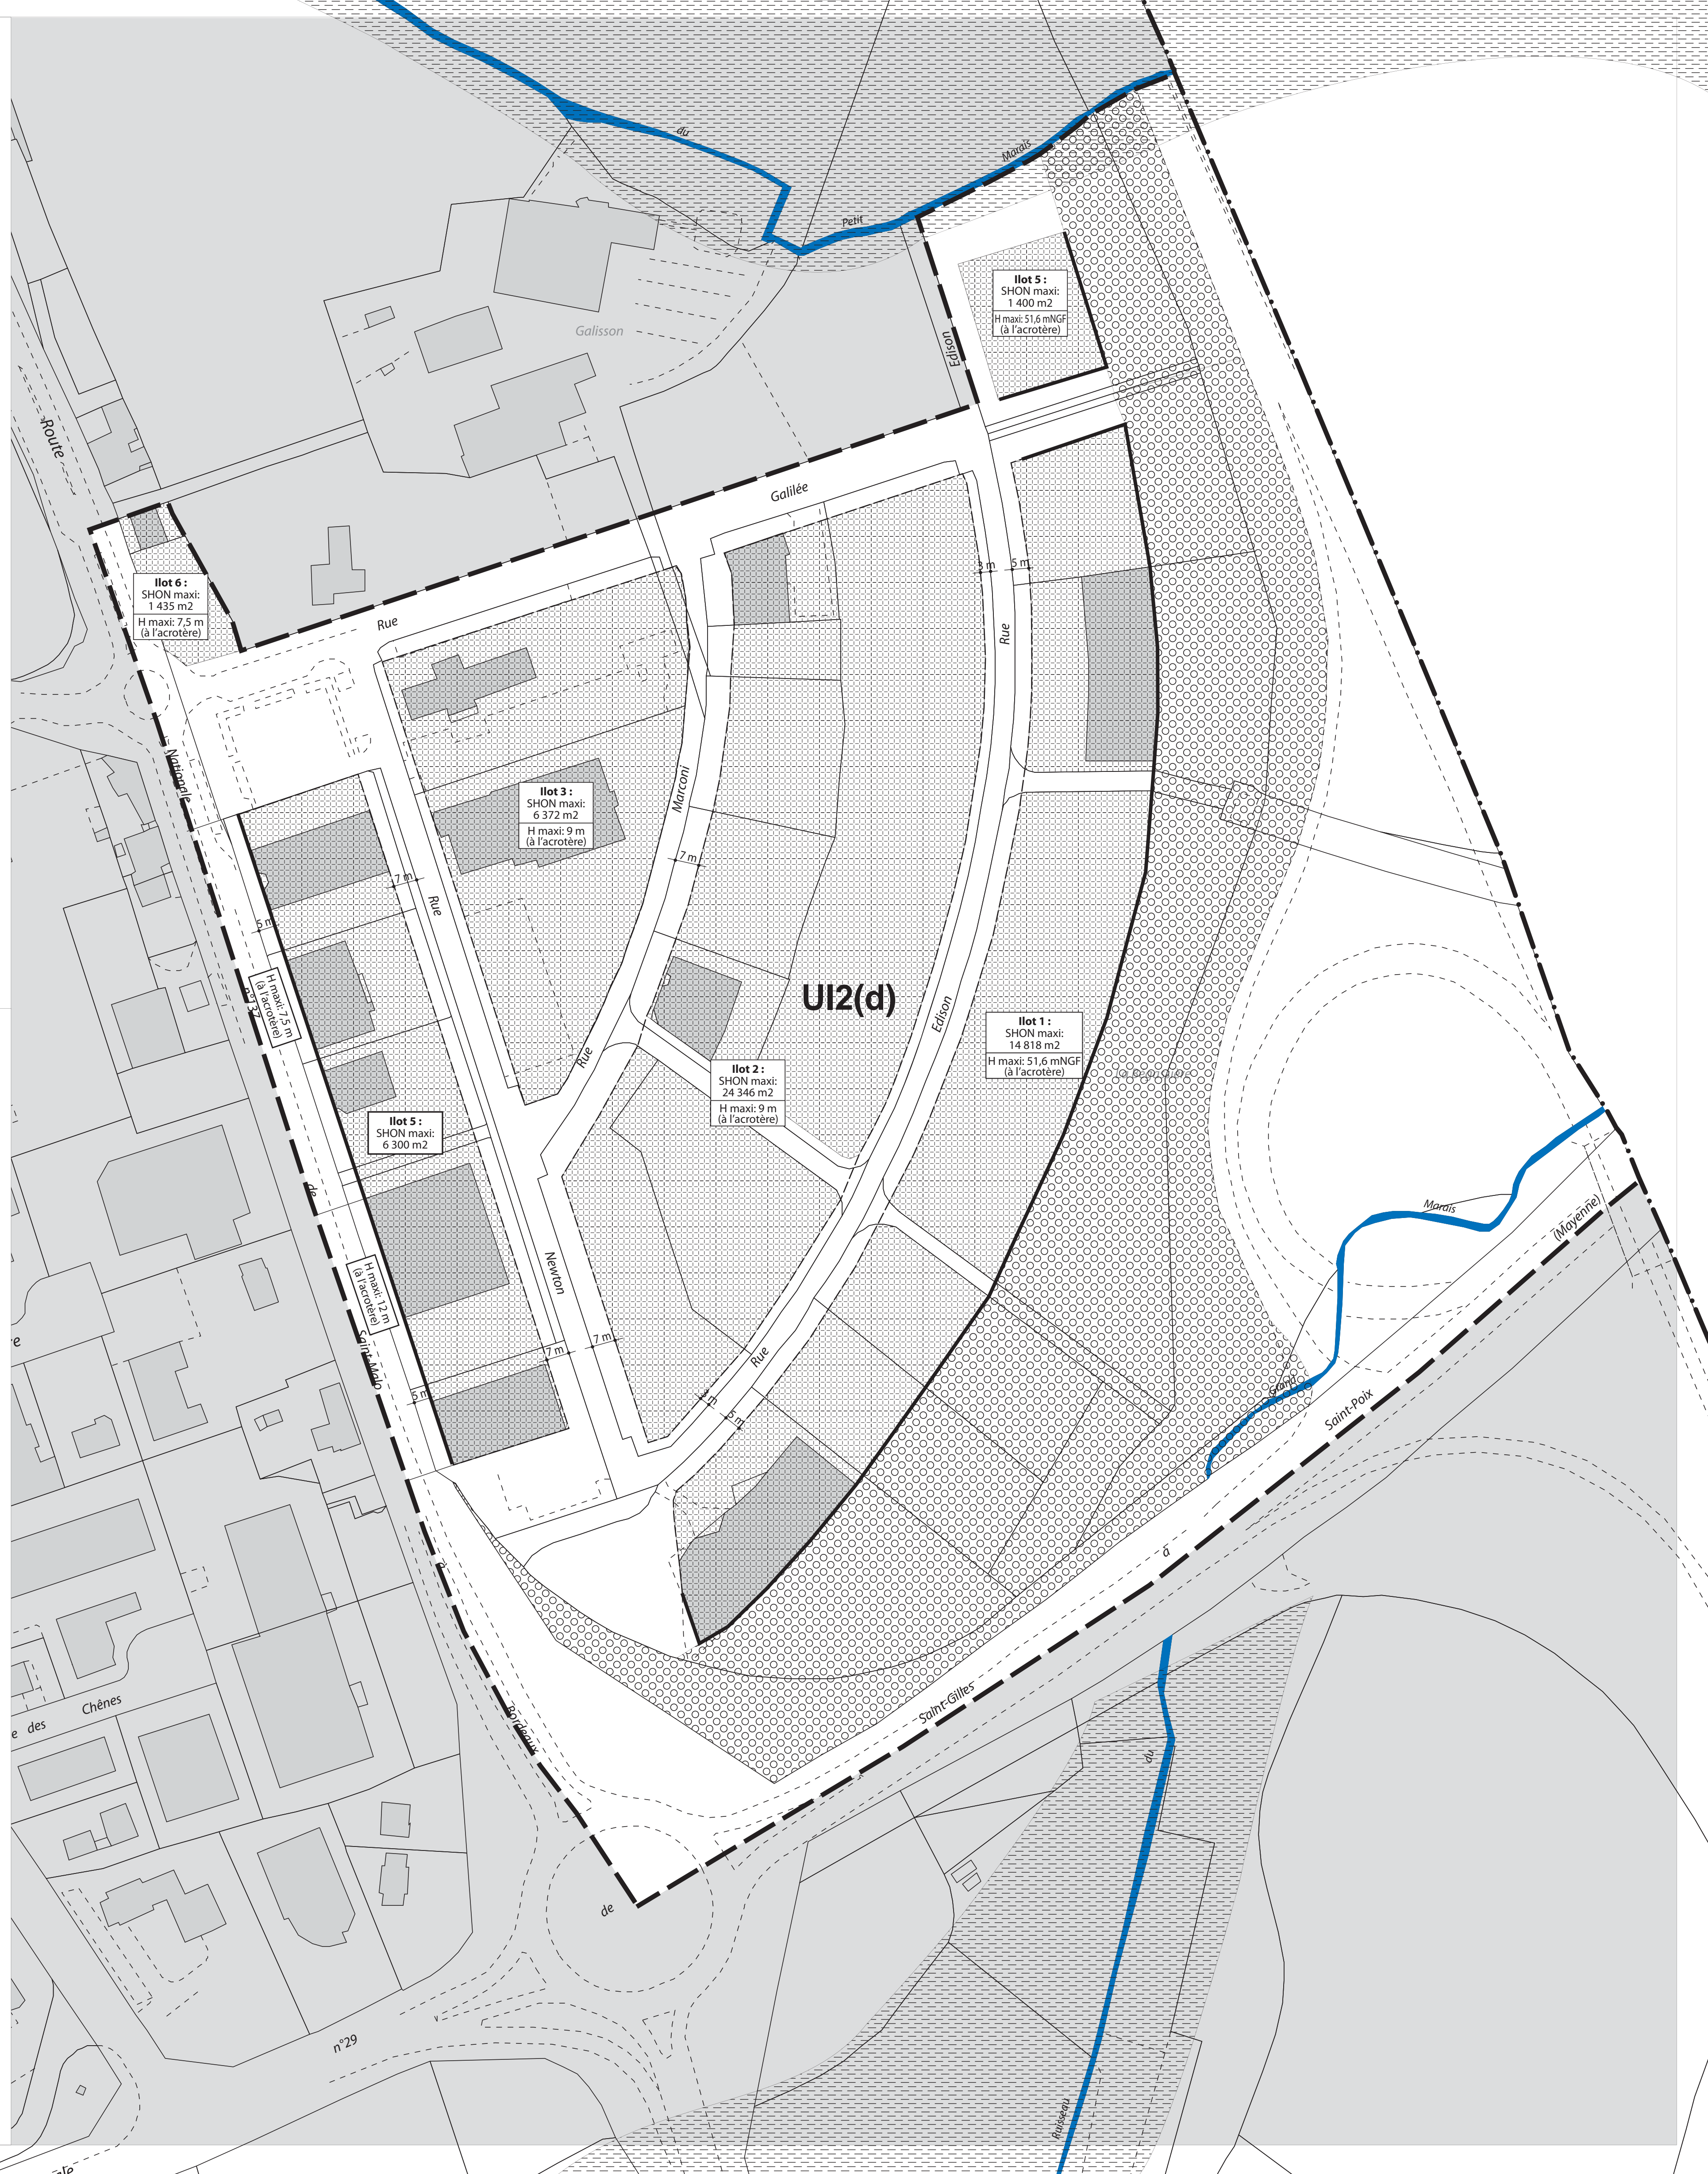 du
Marais
Petit
Ilot 5 :
SHON maxi:
1 400 m2
H maxi: 51,6 mNGF
(à l'acrotère)
Galisson
Edison
Route
Galilée
Ilot 6 :
SHON maxi:
1 435 m2
H maxi: 7,5 m
(à l'acrotère)
Rue
3 m
5 m
Rue
Nationale
Marconi
Ilot 3 :
SHON maxi:
6 372 m2
H maxi: 9 m
(à l'acrotère)
7 m
7 m
Rue
5 m
n°137
H maxi: 7,5 m
(à l'acrotère)
UI2(d)
Edison
Ilot 1 :
SHON maxi:
14 818 m2
H maxi: 51,6 mNGF
(à l'acrotère)
Rue
Ilot 2 :
SHON maxi:
24 346 m2
H maxi: 9 m
(à l'acrotère)
Ilot 5 :
SHON maxi:
6 300 m2
de
Marais
(Mayenne)
Newton
H maxi: 12 m
(à l'acrotère)
7 m
7 m
Rue
Saint-Malo
5 m
3 m
5 m
Grand
Saint-Poix
à
à
Saint-Gilles
Bordeaux
e des Chênes
du
de
n°29
Ruisseau